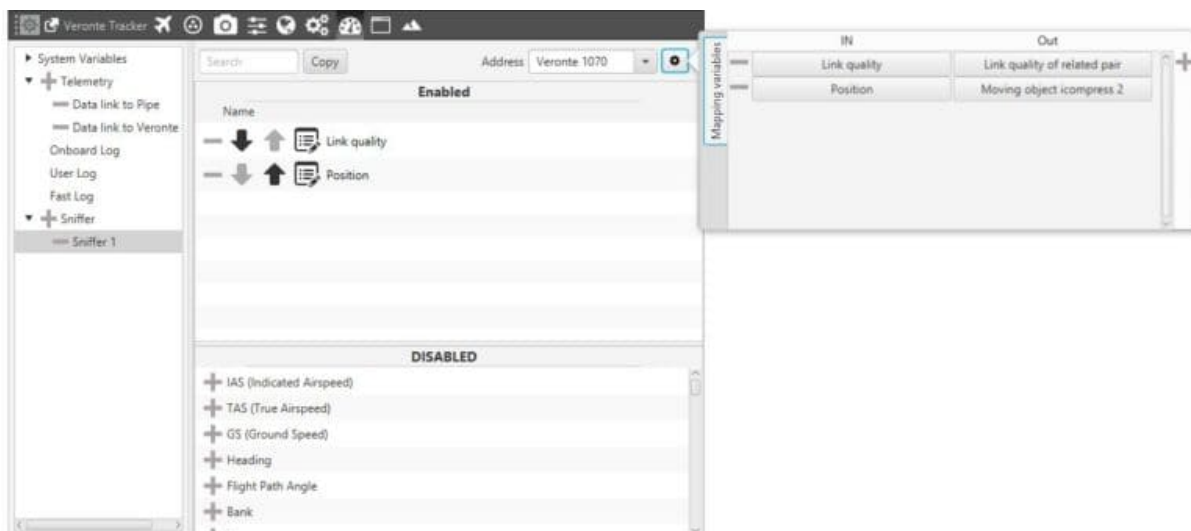 Veronte Tracker
System Variables
Telemetry
Data link to Pipe
Data link to Veronte
Onboard Log
User Log
Fast Log
Sniffer
Sniffer 1
Search Copy Address Veronte 1070
Enabled
Name
Link quality
Position
DISABLED
IAS (Indicated Airspeed)
TAS (True Airspeed)
GS (Ground Speed)
Heading
Flight Path Angle
Bank
Mapping variables
IN Out
Link quality Link quality of related pair
Position Moving object icompress 2